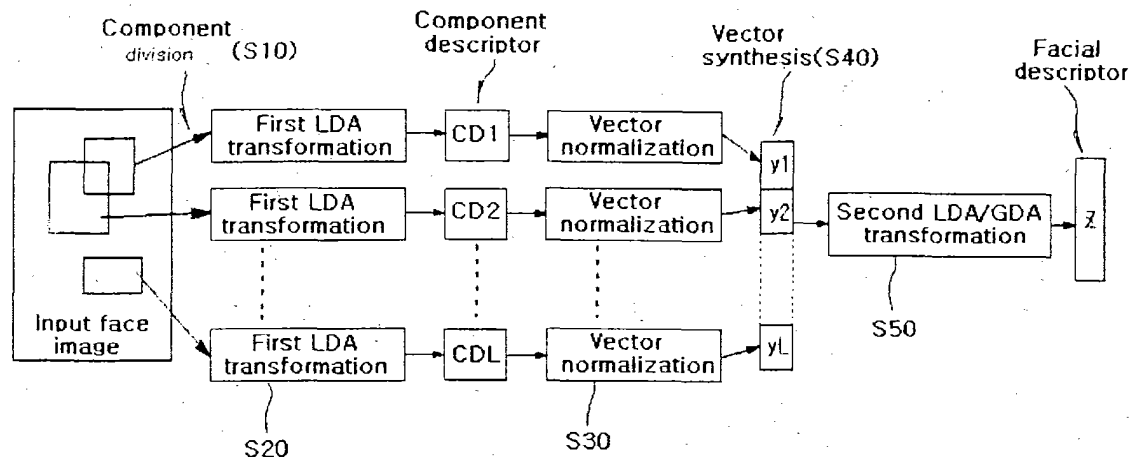 Component
division (S10)
Component
descriptor
Vector
synthesis(S40)
Facial
descriptor
First LDA
transformation
CD1
Vector
normalization
y1
First LDA
transformation
CD2
Vector
normalization
y2
Second LDA/GDA
transformation
z
Input face
image
First LDA
transformation
CDL
Vector
normalization
yL
S50
S20
S30